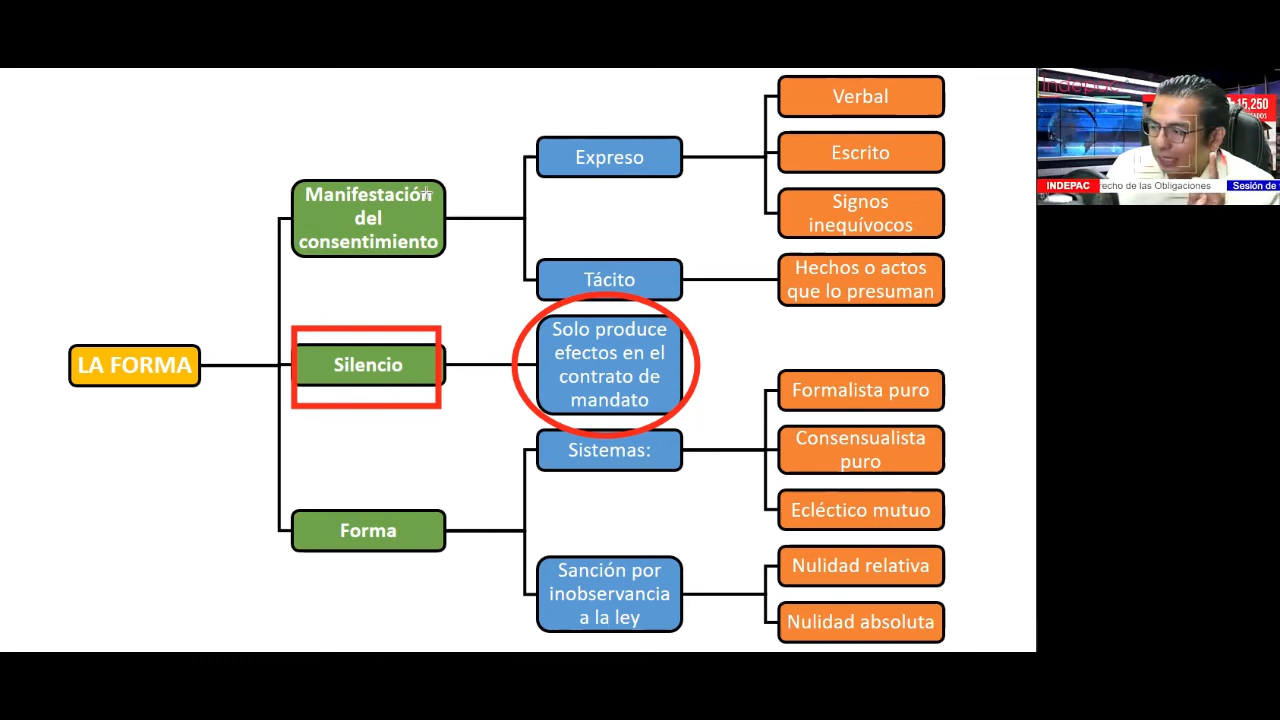 LA FORMA
Manifestación
del
consentimiento
Expreso
Verbal
Escrito
Signos
inequívocos
Tácito
Hechos o actos
que lo presuman
Silencio
Solo produce
efectos en el
contrato de
mandato
Forma
Sistemas:
Formalista puro
Consensualista
puro
Ecléctico mutuo
Sanción por
inobservancia
a la ley
Nulidad relativa
Nulidad absoluta
15,250
INDEPAC
recho de las Obligaciones
Sesión de